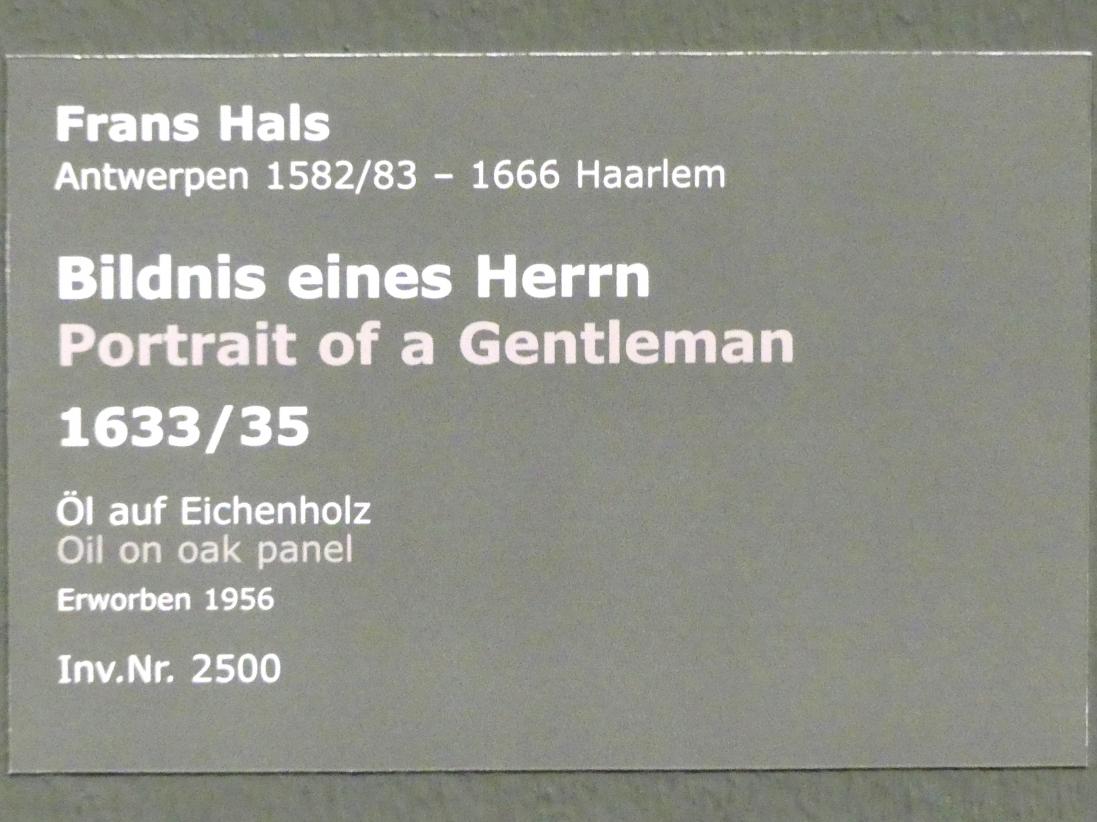 Frans Hals
Antwerpen 1582/83 – 1666 Haarlem
Bildnis eines Herrn
Portrait of a Gentleman
1633/35
Öl auf Eichenholz
Oil on oak panel
Erworben 1956
Inv.Nr. 2500